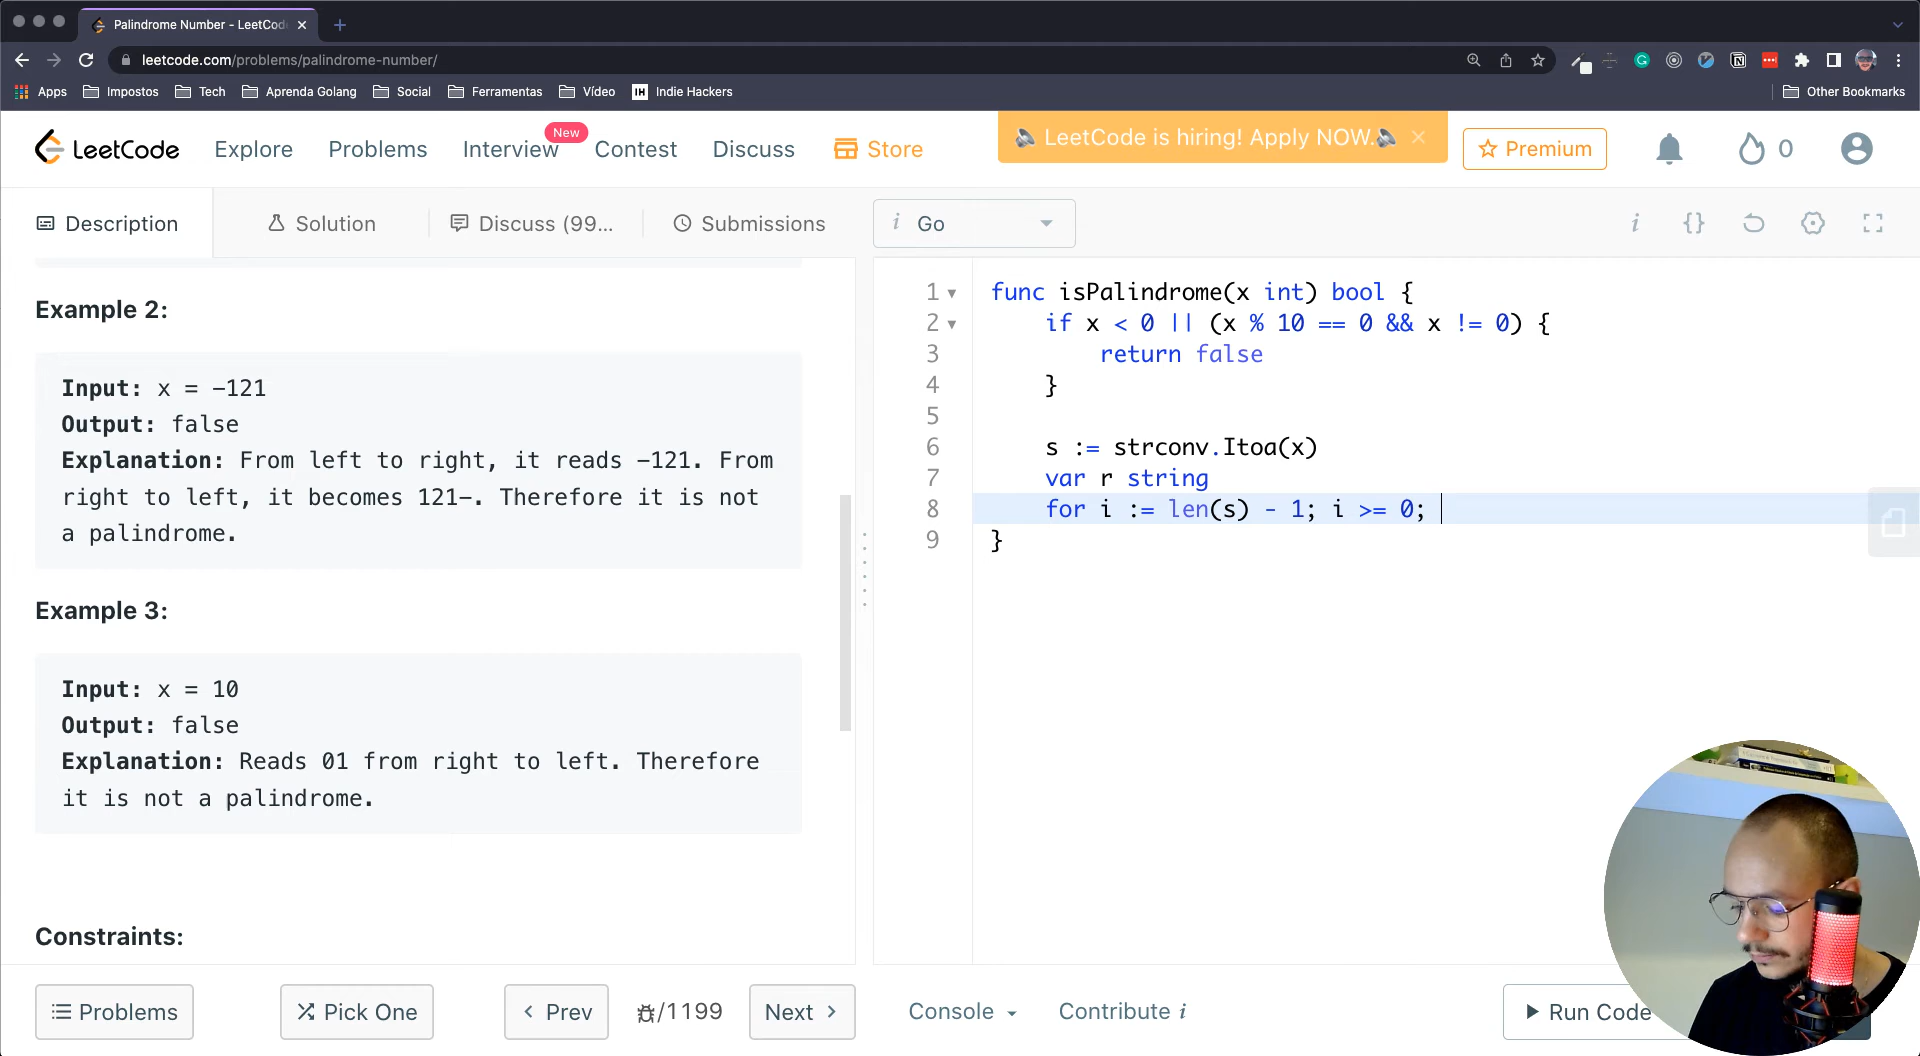 Palindrome Number - LeetCod
leetcode.com/problems/palindrome-number/
Apps Impostos Tech Aprenda Golang Social Ferramentas Vídeo IH Indie Hackers Other Bookmarks
LeetCode Explore Problems Interview New Contest Discuss Store LeetCode is hiring! Apply NOW. Premium 0
Description Solution Discuss (99... Submissions i Go i {}
Example 2:
Input: x = -121
Output: false
Explanation: From left to right, it reads -121. From
right to left, it becomes 121-. Therefore it is not
a palindrome.
Example 3:
Input: x = 10
Output: false
Explanation: Reads 01 from right to left. Therefore
it is not a palindrome.
Constraints:
1 func isPalindrome(x int) bool {
2 if x < 0 || (x % 10 == 0 && x != 0) {
3 return false
4 }
5
6 s := strconv.Itoa(x)
7 var r string
8 for i := len(s) - 1; i >= 0;
9 }
Problems Pick One Prev /1199 Next Console Contribute i Run Code